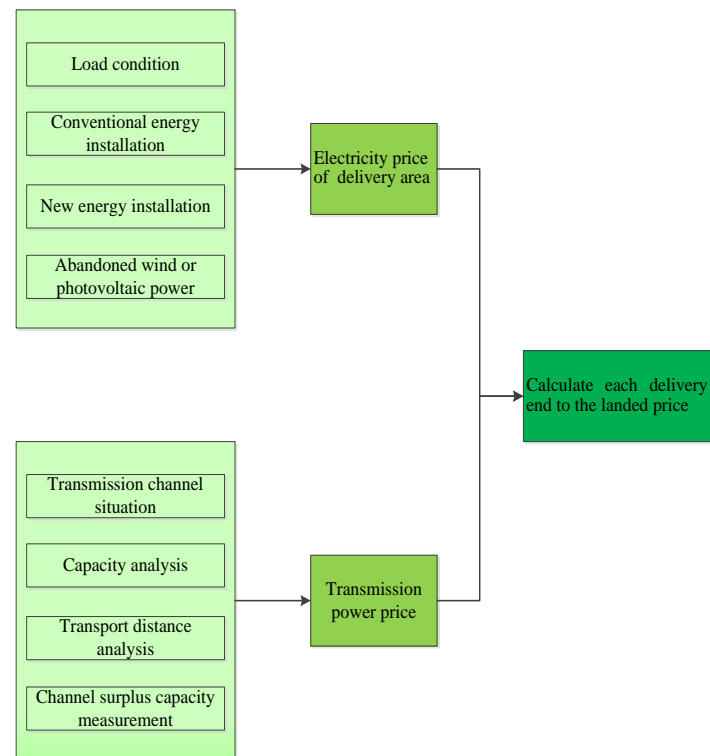 Load condition
Conventional energy
installation
New energy installation
Abandoned wind or
photovoltaic power
Electricity price
of delivery area
Calculate each delivery
end to the landed price
Transmission channel
situation
Capacity analysis
Transport distance
analysis
Channel surplus capacity
measurement
Transmission
power price